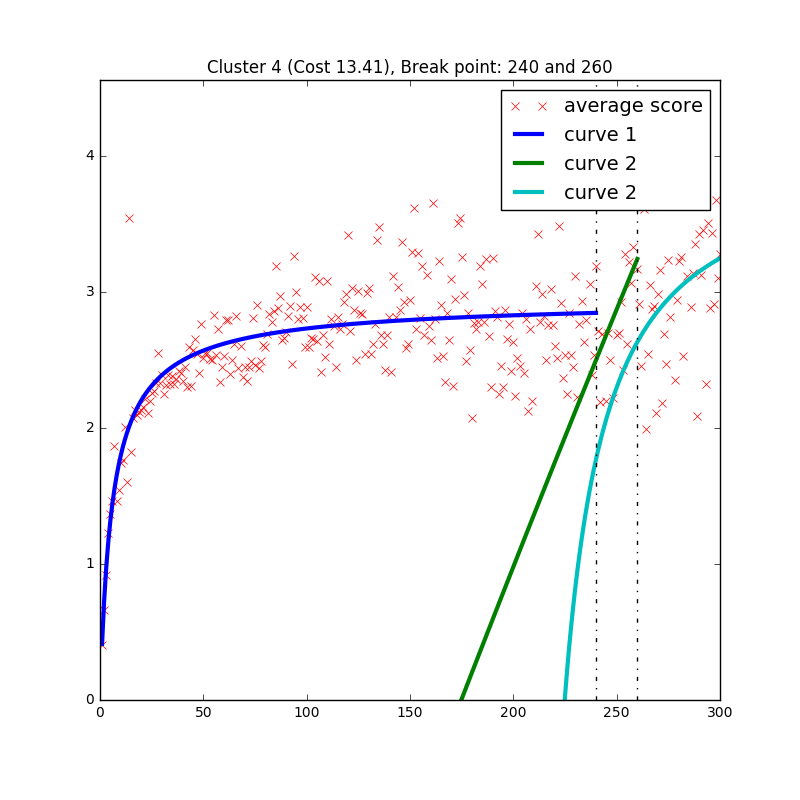 Cluster 4 (Cost 13.41), Break point: 240 and 260
average score
curve 1
curve 2
curve 2
4
3
2
1
0
0 50 100 150 200 250 300